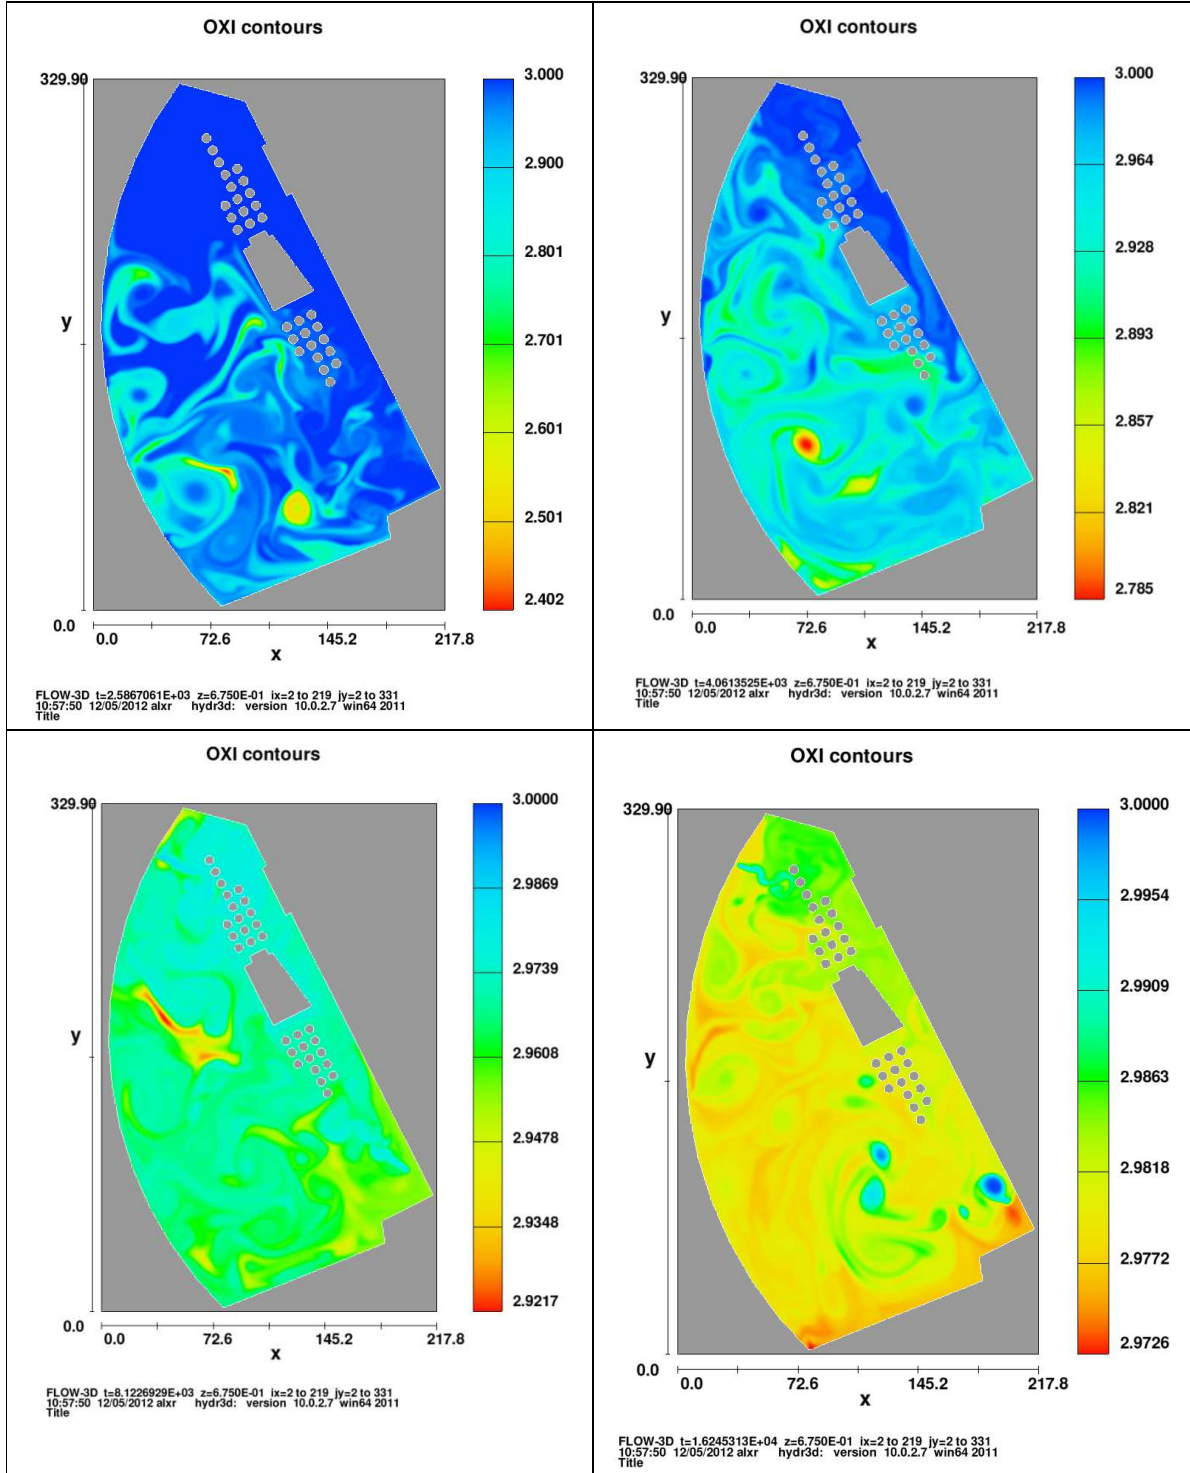 OXI contours
329.90
3.000
2.900
2.801
2.701
2.601
2.501
2.402
y
0.0
0.0 72.6 145.2 217.8
x
FLOW-3D t=2.5867061E+03 z=6.750E-01 ix=2 to 219 jy=2 to 331
10:57:50 12/05/2012 alxr hydr3d: version 10.0.2.7 win64 2011
Title
OXI contours
329.90
3.000
2.964
2.928
2.893
2.857
2.821
2.785
y
0.0
0.0 72.6 145.2 217.8
x
FLOW-3D t=4.0613525E+03 z=6.750E-01 ix=2 to 219 jy=2 to 331
10:57:50 12/05/2012 alxr hydr3d: version 10.0.2.7 win64 2011
Title
OXI contours
329.90
3.0000
2.9869
2.9739
2.9608
2.9478
2.9348
2.9217
y
0.0
0.0 72.6 145.2 217.8
x
FLOW-3D t=8.1226929E+03 z=6.750E-01 ix=2 to 219 jy=2 to 331
10:57:50 12/05/2012 alxr hydr3d: version 10.0.2.7 win64 2011
Title
OXI contours
329.90
3.0000
2.9954
2.9909
2.9863
2.9818
2.9772
2.9726
y
0.0
0.0 72.6 145.2 217.8
x
FLOW-3D t=1.6245313E+04 z=6.750E-01 ix=2 to 219 jy=2 to 331
10:57:50 12/05/2012 alxr hydr3d: version 10.0.2.7 win64 2011
Title